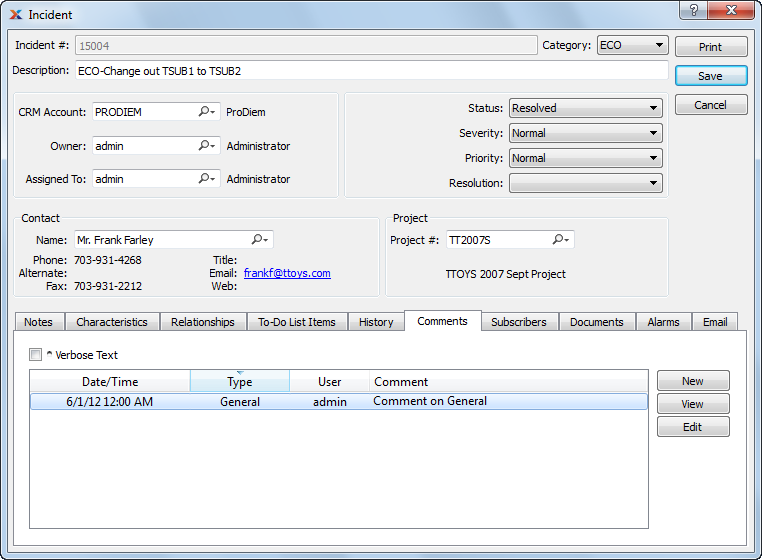 Incident
Incident #: 15004 Category: ECO Print
Description: ECO-Change out TSUB1 to TSUB2 Save
Cancel
CRM Account: PRODIEM ProDiem Status: Resolved
Owner: admin Administrator Severity: Normal
Priority: Normal
Assigned To: admin Administrator Resolution:
Contact Project
Name: Mr. Frank Farley Project #: TT2007S
Phone: 703-931-4268 Title:
Alternate: Email: frankf@ttoys.com TTOYS 2007 Sept Project
Fax: 703-931-2212 Web:
Notes Characteristics Relationships To-Do List Items History Comments Subscribers Documents Alarms Email
^ Verbose Text
Date/Time Type User Comment New
6/1/12 12:00 AM General admin Comment on General View
Edit